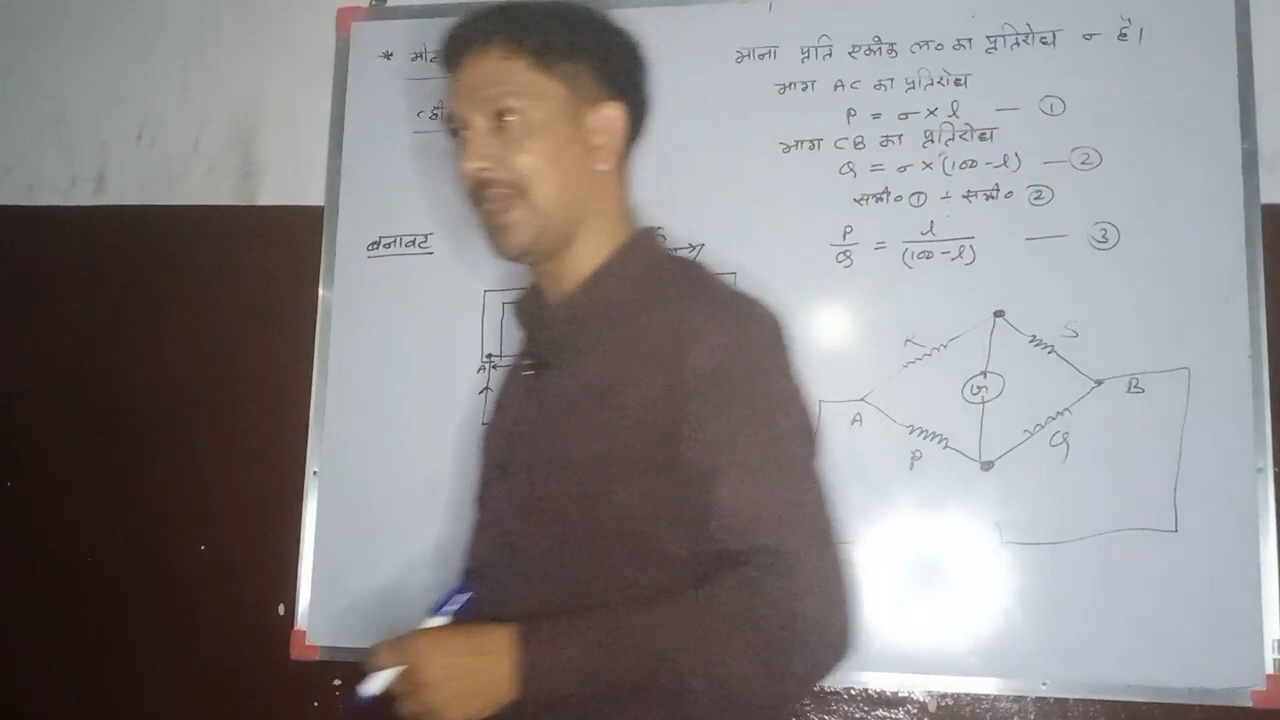 * मीट
बनावट
A
माना प्रति एकांक ल० का प्रतिरोध σ है।
भाग AC का प्रतिरोध
P = σ × l — ①
भाग CB का प्रतिरोध
Q = σ × (100 - l) — ②
समी० ① ÷ समी० ②
P/Q = l/(100 - l) — ③
R S
G
A B
P Q